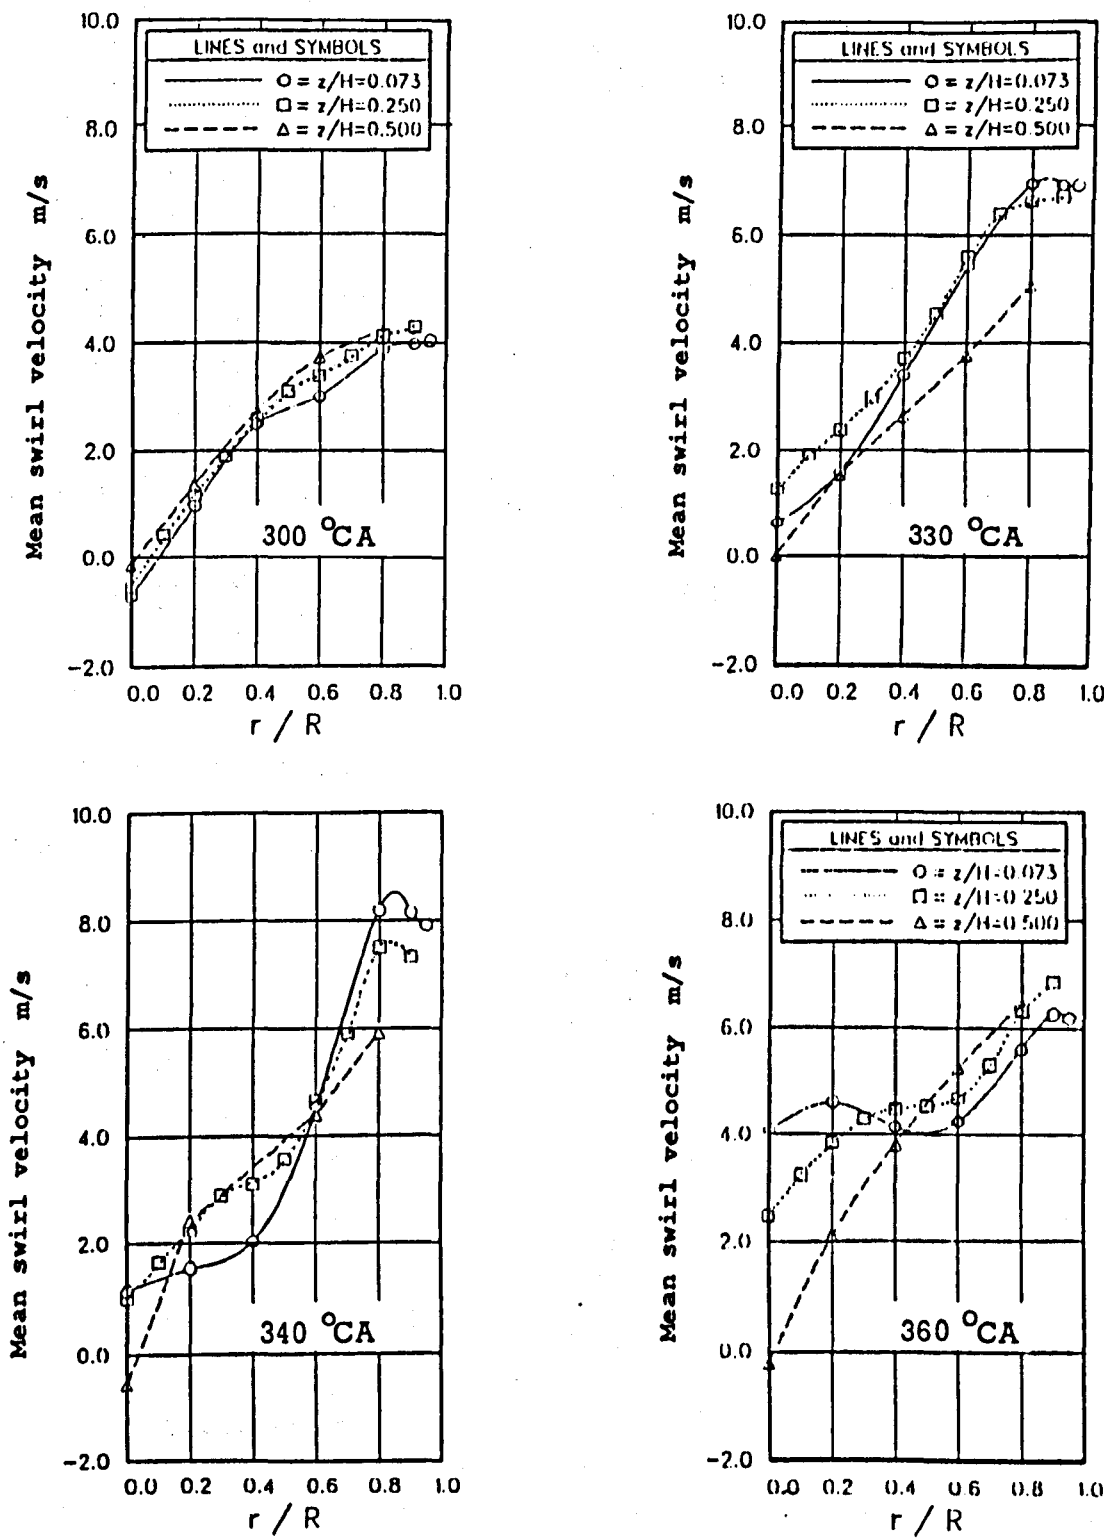 10.0
LINES and SYMBOLS
O = z/H=0.073
□ = z/H=0.250
△ = z/H=0.500
8.0
6.0
4.0
2.0
0.0
-2.0
Mean swirl velocity m/s
300 °CA
0.0 0.2 0.4 0.6 0.8 1.0
r / R
10.0
LINES and SYMBOLS
O = z/H=0.073
□ = z/H=0.250
△ = z/H=0.500
8.0
6.0
4.0
2.0
0.0
-2.0
Mean swirl velocity m/s
330 °CA
0.0 0.2 0.4 0.6 0.8 1.0
r / R
10.0
8.0
6.0
4.0
2.0
0.0
-2.0
Mean swirl velocity m/s
340 °CA
0.0 0.2 0.4 0.6 0.8 1.0
r / R
10.0
LINES and SYMBOLS
O = z/H=0.073
□ = z/H=0.250
△ = z/H=0.500
8.0
6.0
4.0
2.0
0.0
-2.0
Mean swirl velocity m/s
360 °CA
0.0 0.2 0.4 0.6 0.8 1.0
r / R